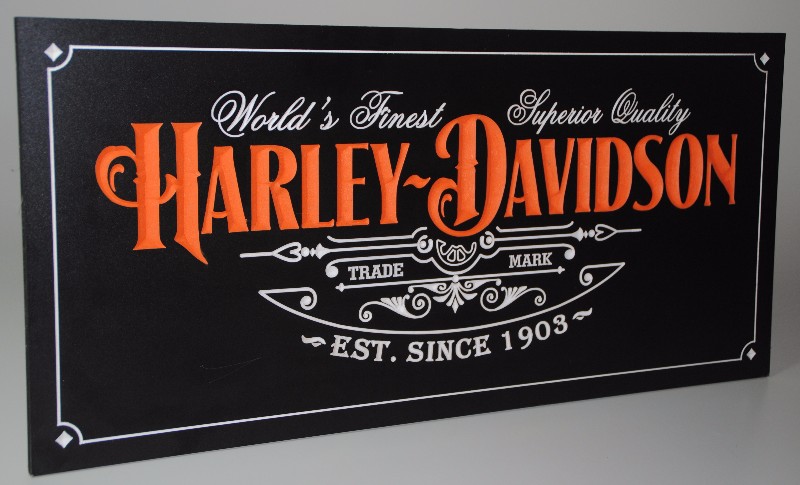 World's Finest Superior Quality
HARLEY~DAVIDSON
TRADE MARK
~EST. SINCE 1903~